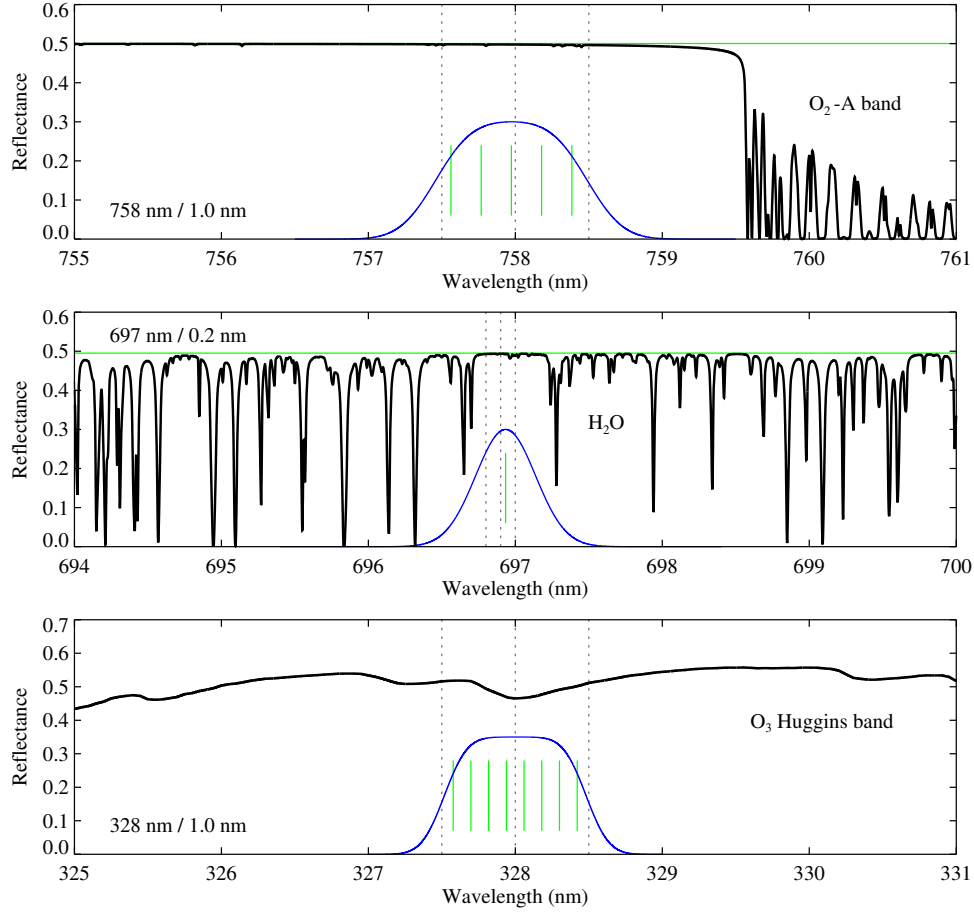 0.6
0.5
0.4
0.3
0.2
0.1
0.0
Reflectance
O2-A band
758 nm / 1.0 nm
755 756 757 758 759 760 761
Wavelength (nm)
0.6
0.5
0.4
0.3
0.2
0.1
0.0
Reflectance
697 nm / 0.2 nm
H2O
694 695 696 697 698 699 700
Wavelength (nm)
0.7
0.6
0.5
0.4
0.3
0.2
0.1
0.0
Reflectance
O3 Huggins band
328 nm / 1.0 nm
325 326 327 328 329 330 331
Wavelength (nm)